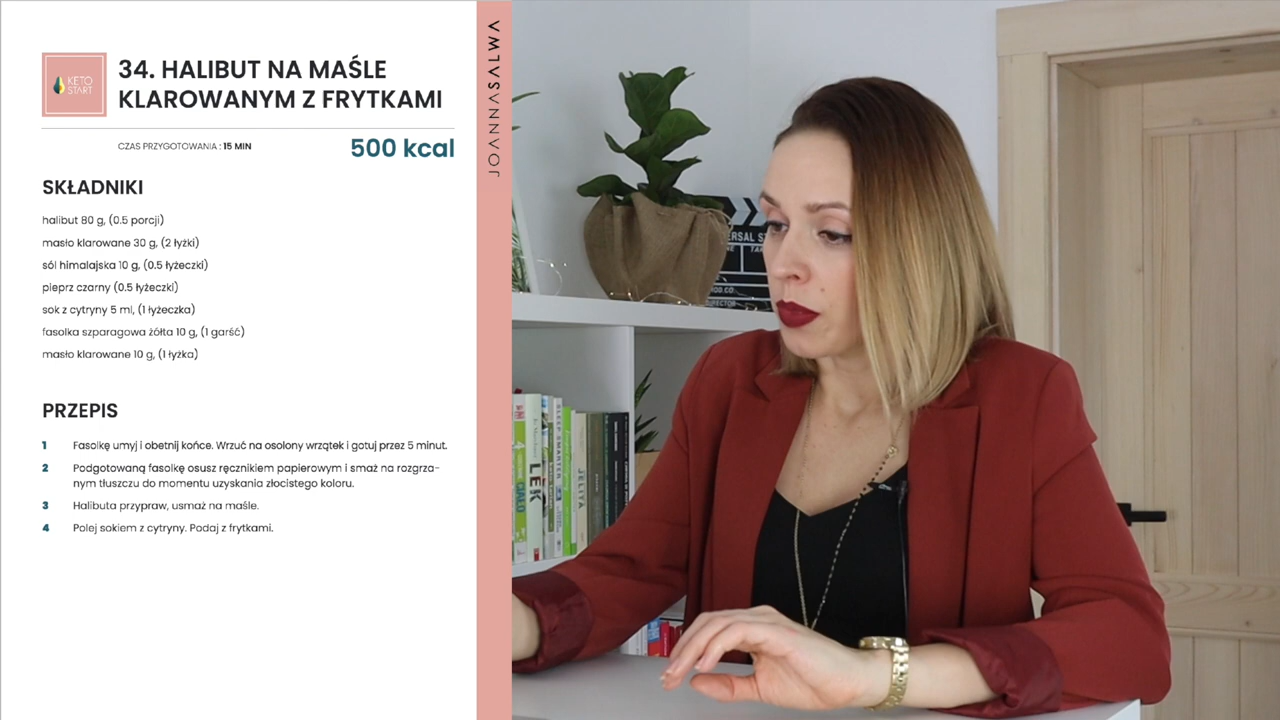 KETO
START
34. HALIBUT NA MAŚLE
KLAROWANYM Z FRYTKAMI
CZAS PRZYGOTOWANIA : 15 MIN
500 kcal
SKŁADNIKI
halibut 80 g, (0.5 porcji)
masło klarowane 30 g, (2 łyżki)
sól himalajska 10 g, (0.5 łyżeczki)
pieprz czarny (0.5 łyżeczki)
sok z cytryny 5 ml, (1 łyżeczka)
fasolka szparagowa żółta 10 g, (1 garść)
masło klarowane 10 g, (1 łyżka)
PRZEPIS
1 Fasolkę umyj i obetnij końce. Wrzuć na osolony wrzątek i gotuj przez 5 minut.
2 Podgotowaną fasolkę osusz ręcznikiem papierowym i smaż na rozgrza-
nym tłuszczu do momentu uzyskania złocistego koloru.
3 Halibuta przypraw, usmaż na maśle.
4 Polej sokiem z cytryny. Podaj z frytkami.
JOANNASALWA
ERSAL ST
DIRECTOR
LEK
SLEEP SMARTER
JELITA